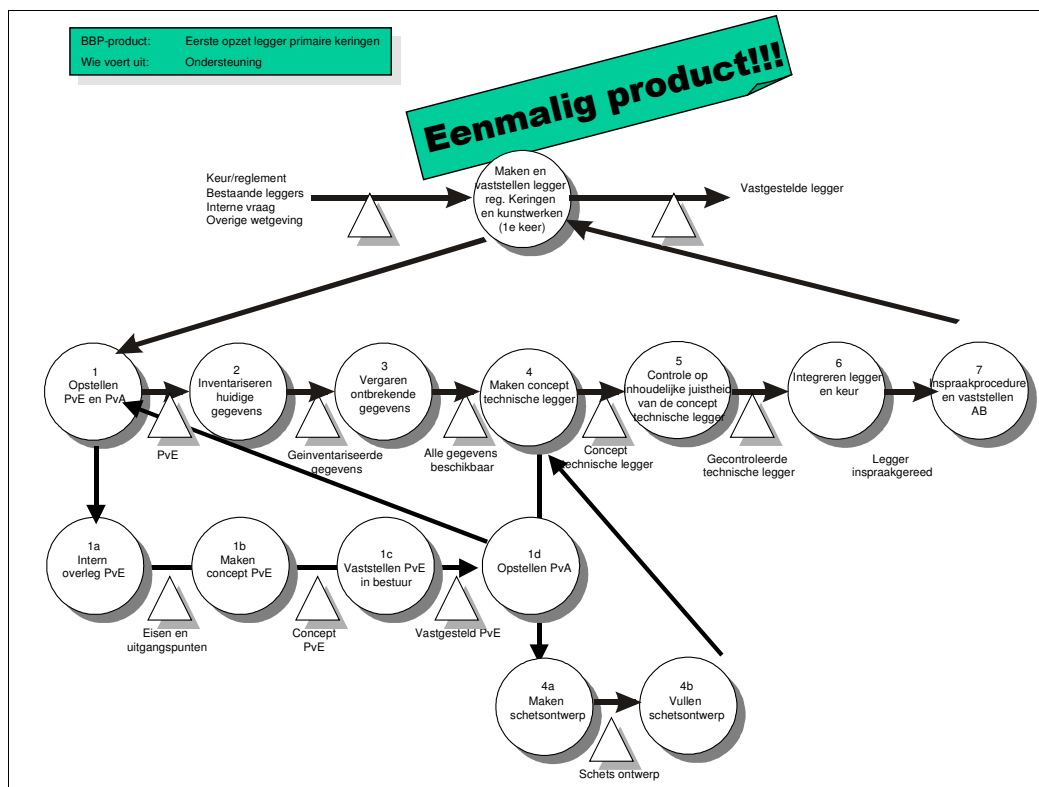 BBP-product: Eerste opzet legger primaire keringen
Wie voert uit: Ondersteuning
Eenmalig product!!!
Keur/reglement
Bestaande leggers
Interne vraag
Overige wetgeving
Maken en
vaststellen legger
reg. Keringen
en kunstwerken
(1e keer)
Vastgestelde legger
1
Opstellen
PvE en PvA
2
Inventariseren
huidige
gegevens
3
Vergaren
ontbrekende
gegevens
4
Maken concept
technische legger
5
Controle op
inhoudelijke juistheid
van de concept
technische legger
6
Integreren legger
en keur
7
Inspraakprocedure
en vaststellen
AB
PvE
Geinventariseerde
gegevens
Alle gegevens
beschikbaar
Concept
technische legger
Gecontroleerde
technische legger
Legger
inspraakgereed
1a
Intern
overleg PvE
1b
Maken
concept PvE
1c
Vaststellen PvE
in bestuur
1d
Opstellen PvA
Eisen en
uitgangspunten
Concept
PvE
Vastgesteld PvE
4a
Maken
schetsontwerp
4b
Vullen
schetsontwerp
Schets ontwerp